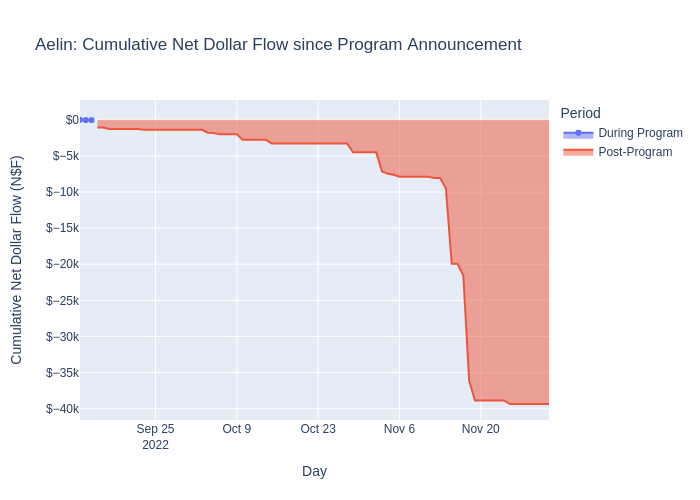 Aelin: Cumulative Net Dollar Flow since Program Announcement
Period
During Program
Post-Program
Cumulative Net Dollar Flow (N$F)
$0
$−5k
$−10k
$−15k
$−20k
$−25k
$−30k
$−35k
$−40k
Sep 25
2022
Oct 9
Oct 23
Nov 6
Nov 20
Day